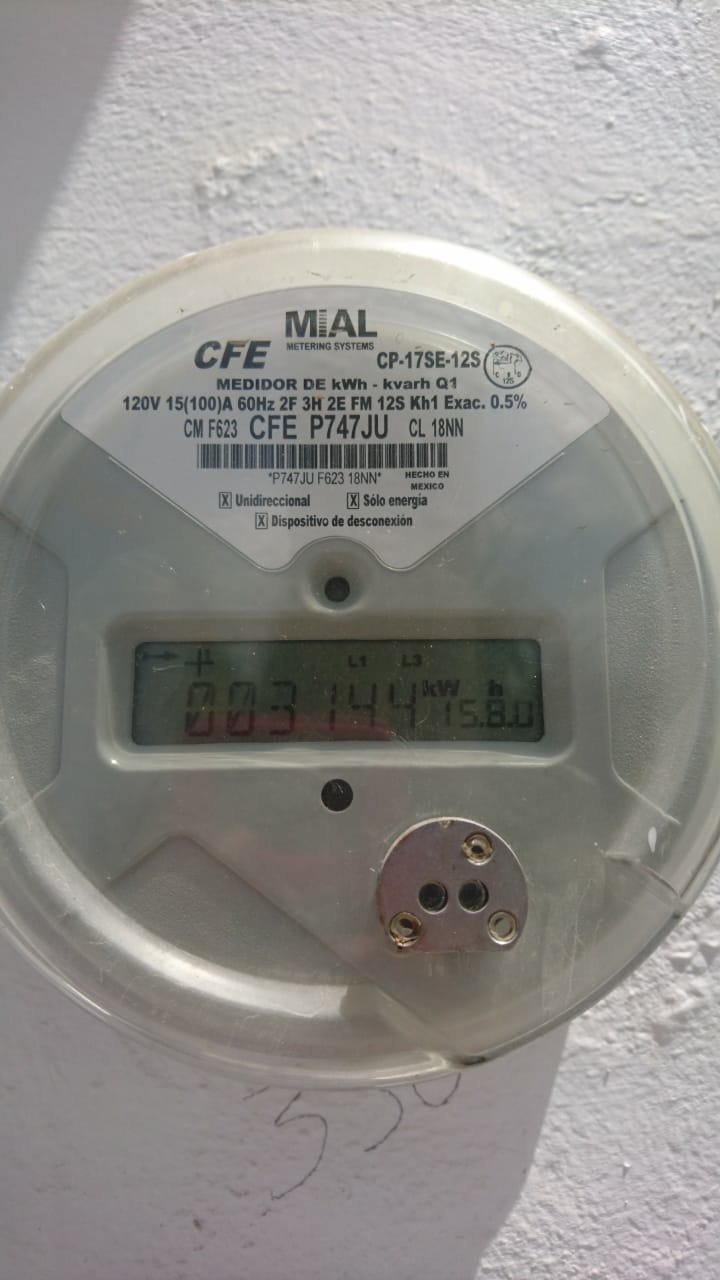 MIAL
METERING SYSTEMS
CFE
CP-17SE-12S
12S
MEDIDOR DE kWh - kvarh Q1
120V 15(100)A 60Hz 2F 3H 2E FM 12S Kh1 Exac. 0.5%
CM F623 CFE P747JU CL 18NN
*P747JU F623 18NN*
HECHO EN
MEXICO
X Unidireccional X Sólo energía
X Dispositivo de desconexión
L1 L3
003144 kW h 15.8.0